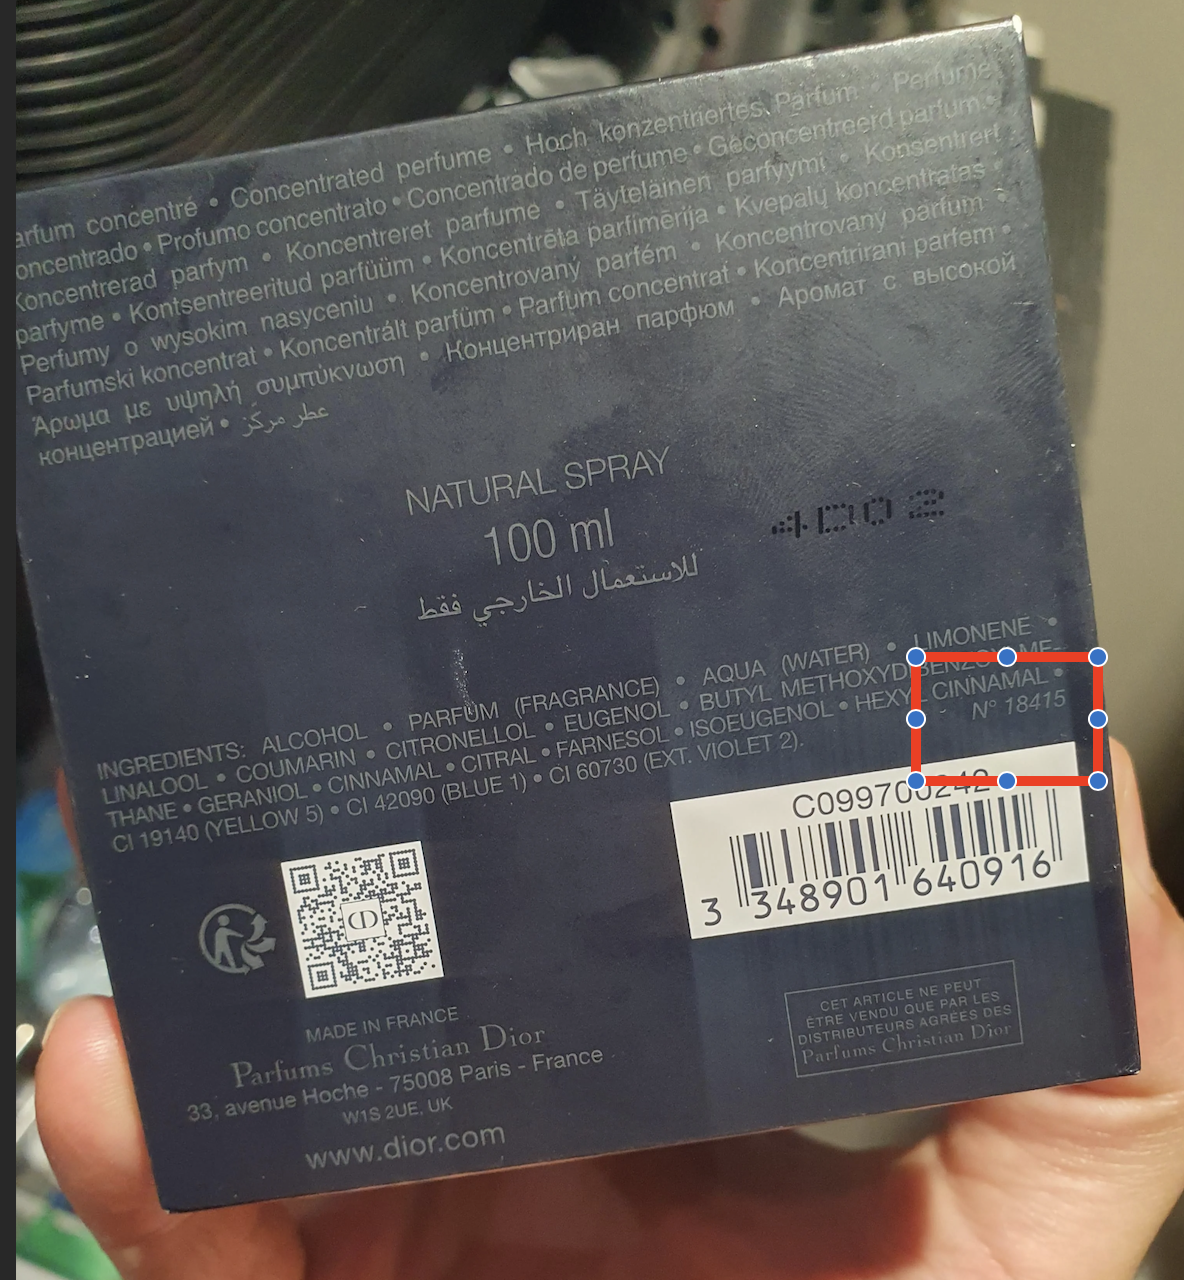 arfum concentré • Concentrated perfume • Hoch konzentriertes Parfum • Perfume
oncentrado • Profumo concentrato • Concentrado de perfume • Geconcentreerd parfum •
Koncentrerad parfym • Koncentreret parfume • Täyteläinen parfyymi • Konsentrert
parfyme • Kontsentreeritud parfüüm • Koncentrēta parfimērija • Kvepalų koncentratas •
Perfumy o wysokim nasyceniu • Koncentrovaný parfém • Koncentrovaný parfum •
Parfumski koncentrat • Koncentrált parfüm • Parfum concentrat • Koncentrirani parfem •
Άρωμα με υψηλή συμπύκνωση • Концентриран парфюм • Аромат с высокой
концентрацией • عطر مركّز
NATURAL SPRAY
100 ml
4D02
للاستعمال الخارجي فقط
INGREDIENTS: ALCOHOL • PARFUM (FRAGRANCE) • AQUA (WATER) • LIMONENE •
LINALOOL • COUMARIN • CITRONELLOL • EUGENOL • BUTYL METHOXYDIBENZOYLME-
THANE • GERANIOL • CINNAMAL • CITRAL • FARNESOL • ISOEUGENOL • HEXYL CINNAMAL •
CI 19140 (YELLOW 5) • CI 42090 (BLUE 1) • CI 60730 (EXT. VIOLET 2).
N° 18415
C099700242
3 348901 640916
CD
MADE IN FRANCE
Parfums Christian Dior
33, avenue Hoche - 75008 Paris - France
W1S 2UE. UK
www.dior.com
CET ARTICLE NE PEUT
ÊTRE VENDU QUE PAR LES
DISTRIBUTEURS AGRÉÉS DES
Parfums Christian Dior